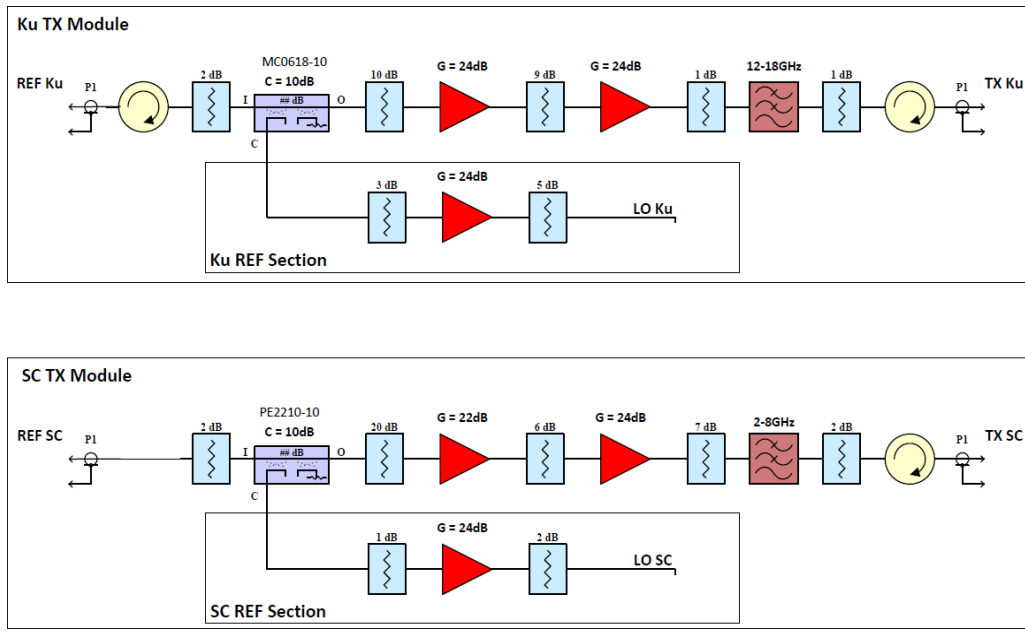 Ku TX Module
REF Ku
P1
2 dB
MC0618-10
C = 10dB
I
## dB
O
C
10 dB
G = 24dB
9 dB
G = 24dB
1 dB
12-18GHz
1 dB
P1
TX Ku
3 dB
G = 24dB
5 dB
LO Ku
Ku REF Section
SC TX Module
REF SC
P1
2 dB
PE2210-10
C = 10dB
I
## dB
O
C
20 dB
G = 22dB
6 dB
G = 24dB
7 dB
2-8GHz
2 dB
P1
TX SC
1 dB
G = 24dB
2 dB
LO SC
SC REF Section